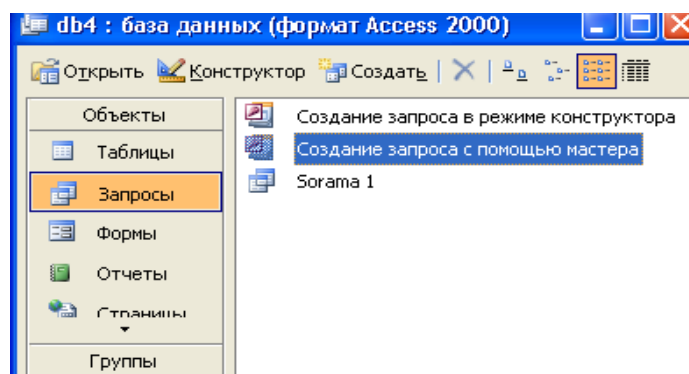 db4 : база данных (формат Access 2000)
Открыть Конструктор Создать
Объекты
Таблицы
Запросы
Формы
Отчеты
Страницы
Группы
Создание запроса в режиме конструктора
Создание запроса с помощью мастера
Sorama 1